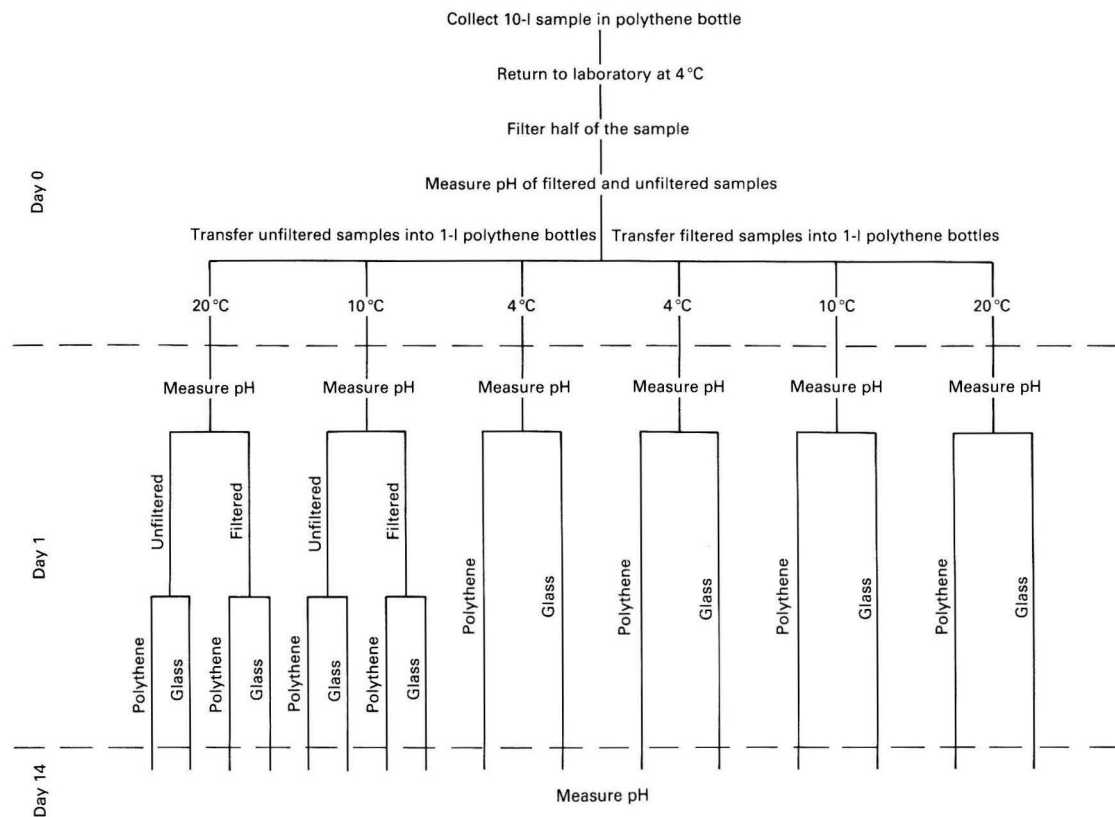 Collect 10-l sample in polythene bottle
Return to laboratory at 4°C
Filter half of the sample
Measure pH of filtered and unfiltered samples
Day 0
Transfer unfiltered samples into 1-l polythene bottles
Transfer filtered samples into 1-l polythene bottles
20°C
10°C
4°C
4°C
10°C
20°C
Measure pH
Measure pH
Measure pH
Measure pH
Measure pH
Measure pH
Day 1
Unfiltered
Filtered
Unfiltered
Filtered
Polythene
Glass
Polythene
Glass
Polythene
Glass
Polythene
Glass
Polythene
Glass
Polythene
Glass
Polythene
Glass
Polythene
Glass
Day 14
Measure pH